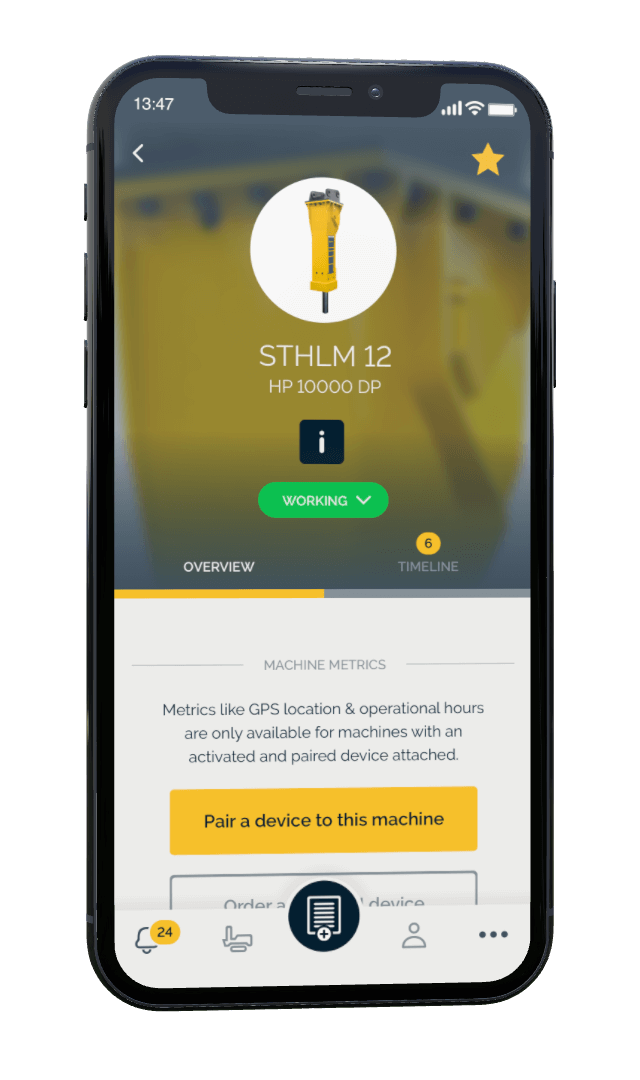 13:47
STHLM 12
HP 10000 DP
i
WORKING
6
OVERVIEW
TIMELINE
MACHINE METRICS
Metrics like GPS location & operational hours
are only available for machines with an
activated and paired device attached.
Pair a device to this machine
Order a device
24